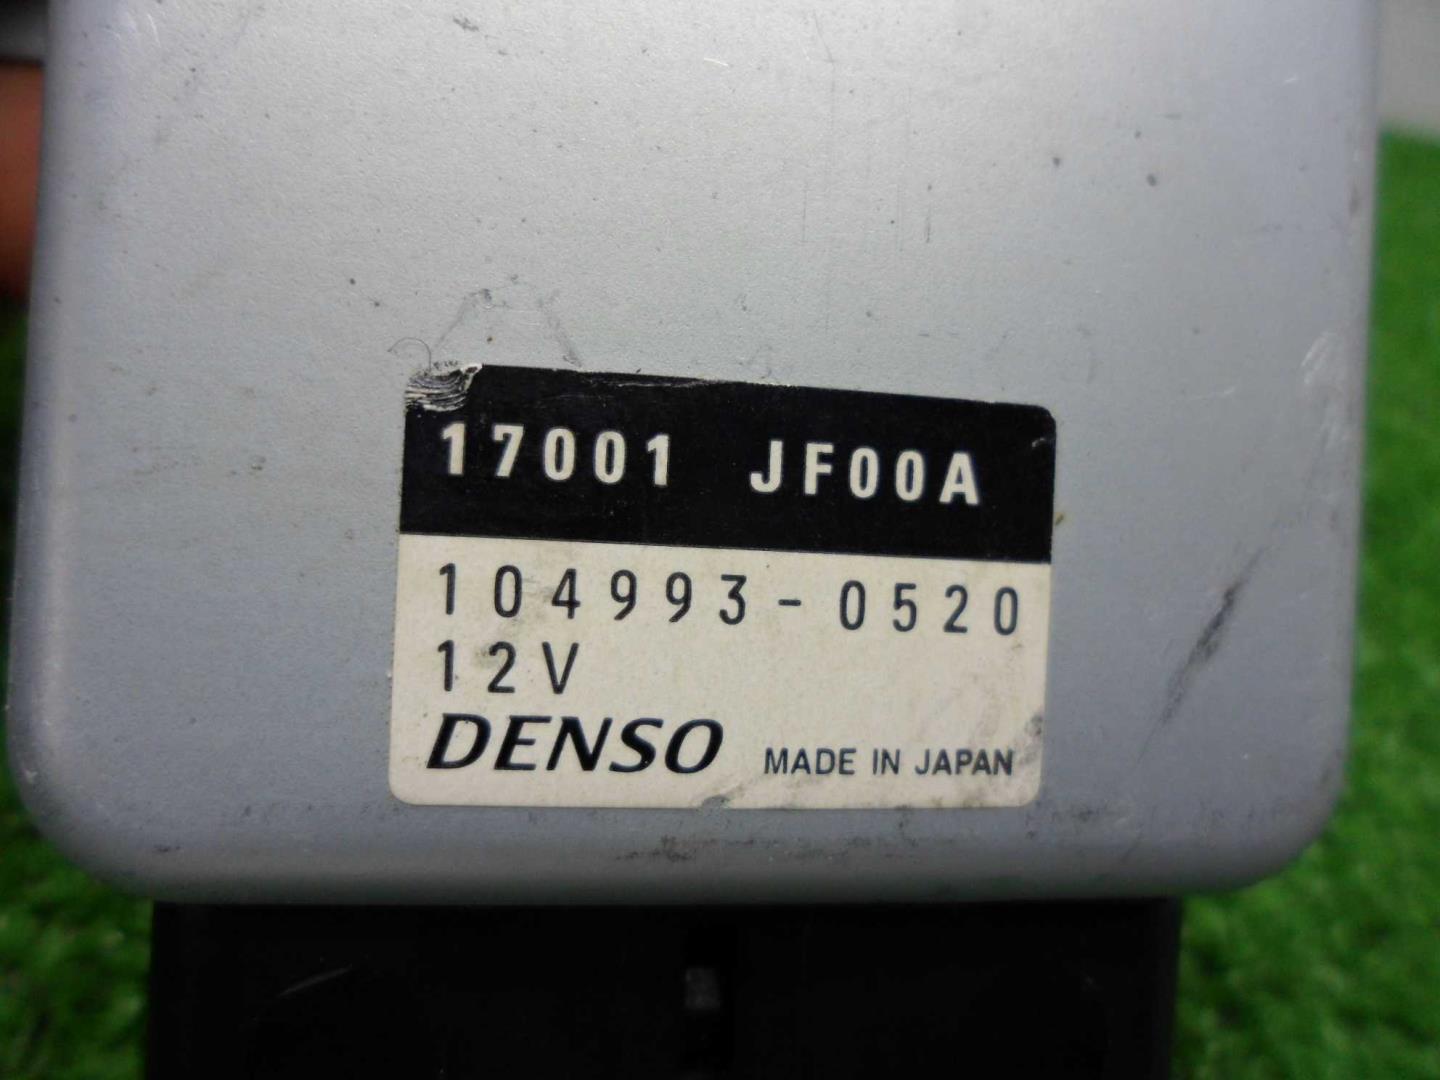 17001 JF00A
104993-0520
12V
DENSO MADE IN JAPAN